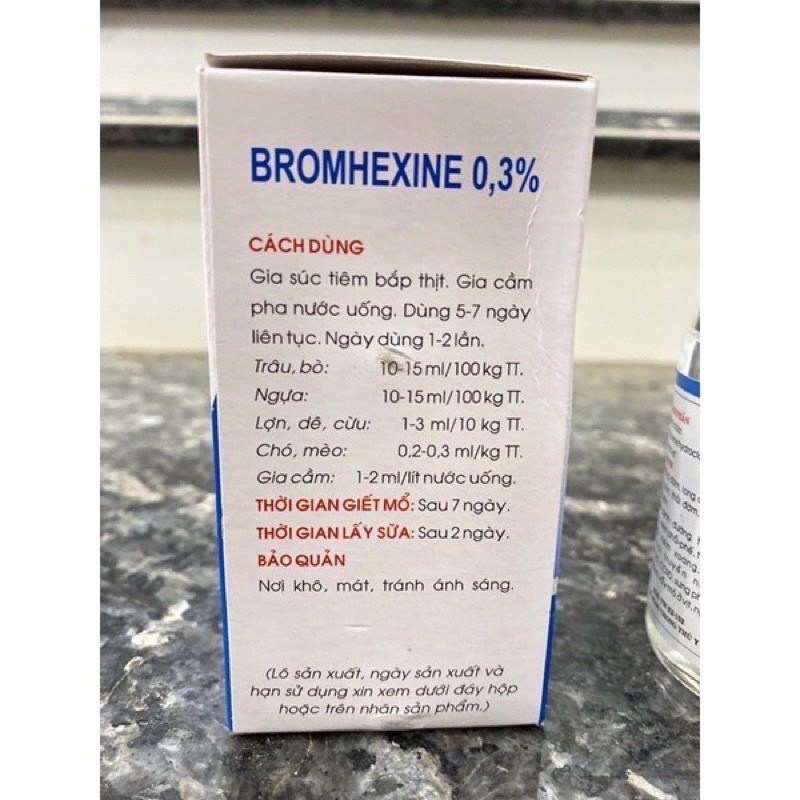 BROMHEXINE 0,3%
CÁCH DÙNG
Gia súc tiêm bắp thịt. Gia cầm
pha nước uống. Dùng 5-7 ngày
liên tục. Ngày dùng 1-2 lần.
Trâu, bò: 10-15 ml/100 kg TT.
Ngựa: 10-15 ml/100 kg TT.
Lợn, dê, cừu: 1-3 ml/10 kg TT.
Chó, mèo: 0,2-0,3 ml/kg TT.
Gia cầm: 1-2 ml/lít nước uống.
THỜI GIAN GIẾT MỔ: Sau 7 ngày.
THỜI GIAN LẤY SỮA: Sau 2 ngày.
BẢO QUẢN
Nơi khô, mát, tránh ánh sáng.
(Lô sản xuất, ngày sản xuất và
hạn sử dụng xin xem dưới đáy hộp
hoặc trên nhãn sản phẩm.)